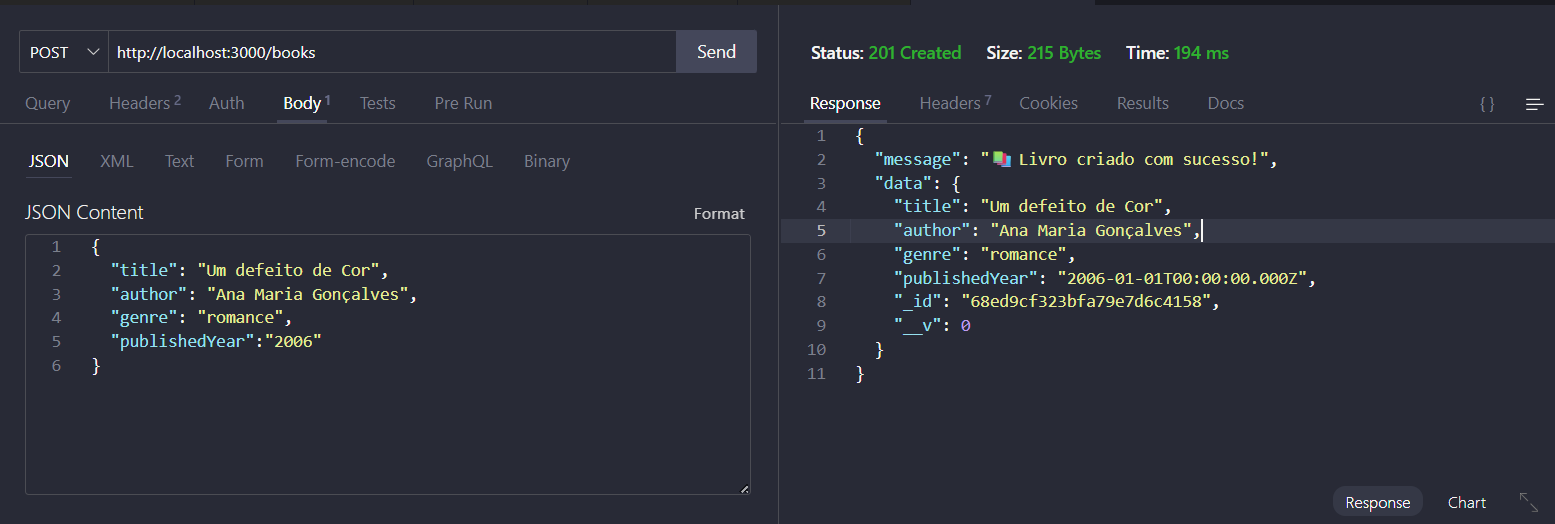 POST http://localhost:3000/books Send
Query Headers 2 Auth Body 1 Tests Pre Run
JSON XML Text Form Form-encode GraphQL Binary
JSON Content Format
1 {
2 "title": "Um defeito de Cor",
3 "author": "Ana Maria Gonçalves",
4 "genre": "romance",
5 "publishedYear":"2006"
6 }
Status: 201 Created Size: 215 Bytes Time: 194 ms
Response Headers 7 Cookies Results Docs { }
1 {
2 "message": "📚 Livro criado com sucesso!",
3 "data": {
4 "title": "Um defeito de Cor",
5 "author": "Ana Maria Gonçalves",
6 "genre": "romance",
7 "publishedYear": "2006-01-01T00:00:00.000Z",
8 "_id": "68ed9cf323bfa79e7d6c4158",
9 "__v": 0
10 }
11 }
Response Chart